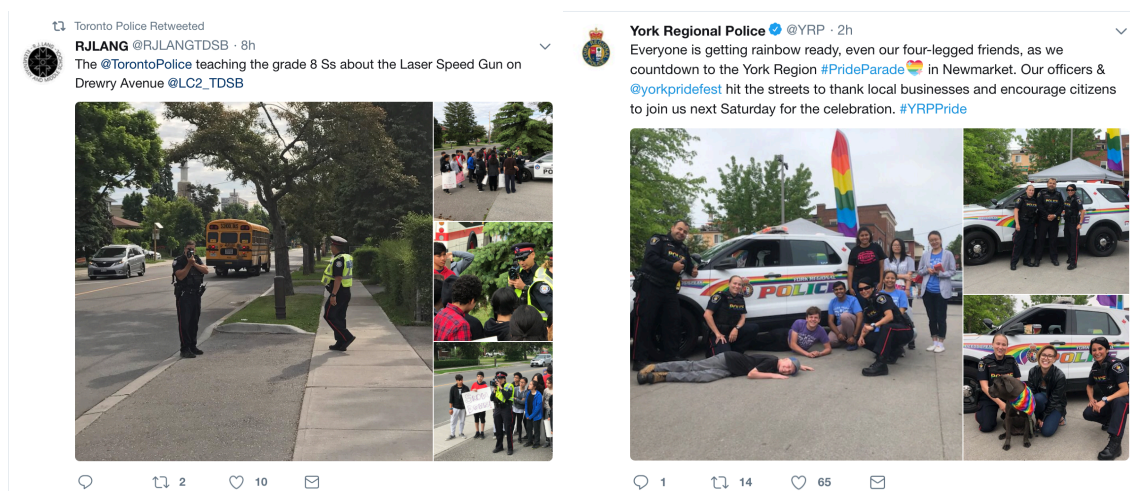 Toronto Police Retweeted
RJLANG @RJLANGTDSB · 8h
The @TorontoPolice teaching the grade 8 Ss about the Laser Speed Gun on
Drewry Avenue @LC2_TDSB
2
10
York Regional Police @YRP · 2h
Everyone is getting rainbow ready, even our four-legged friends, as we
countdown to the York Region #PrideParade in Newmarket. Our officers &
@yorkpridefest hit the streets to thank local businesses and encourage citizens
to join us next Saturday for the celebration. #YRPPride
YORK REGIONAL
POLICE
1
14
65